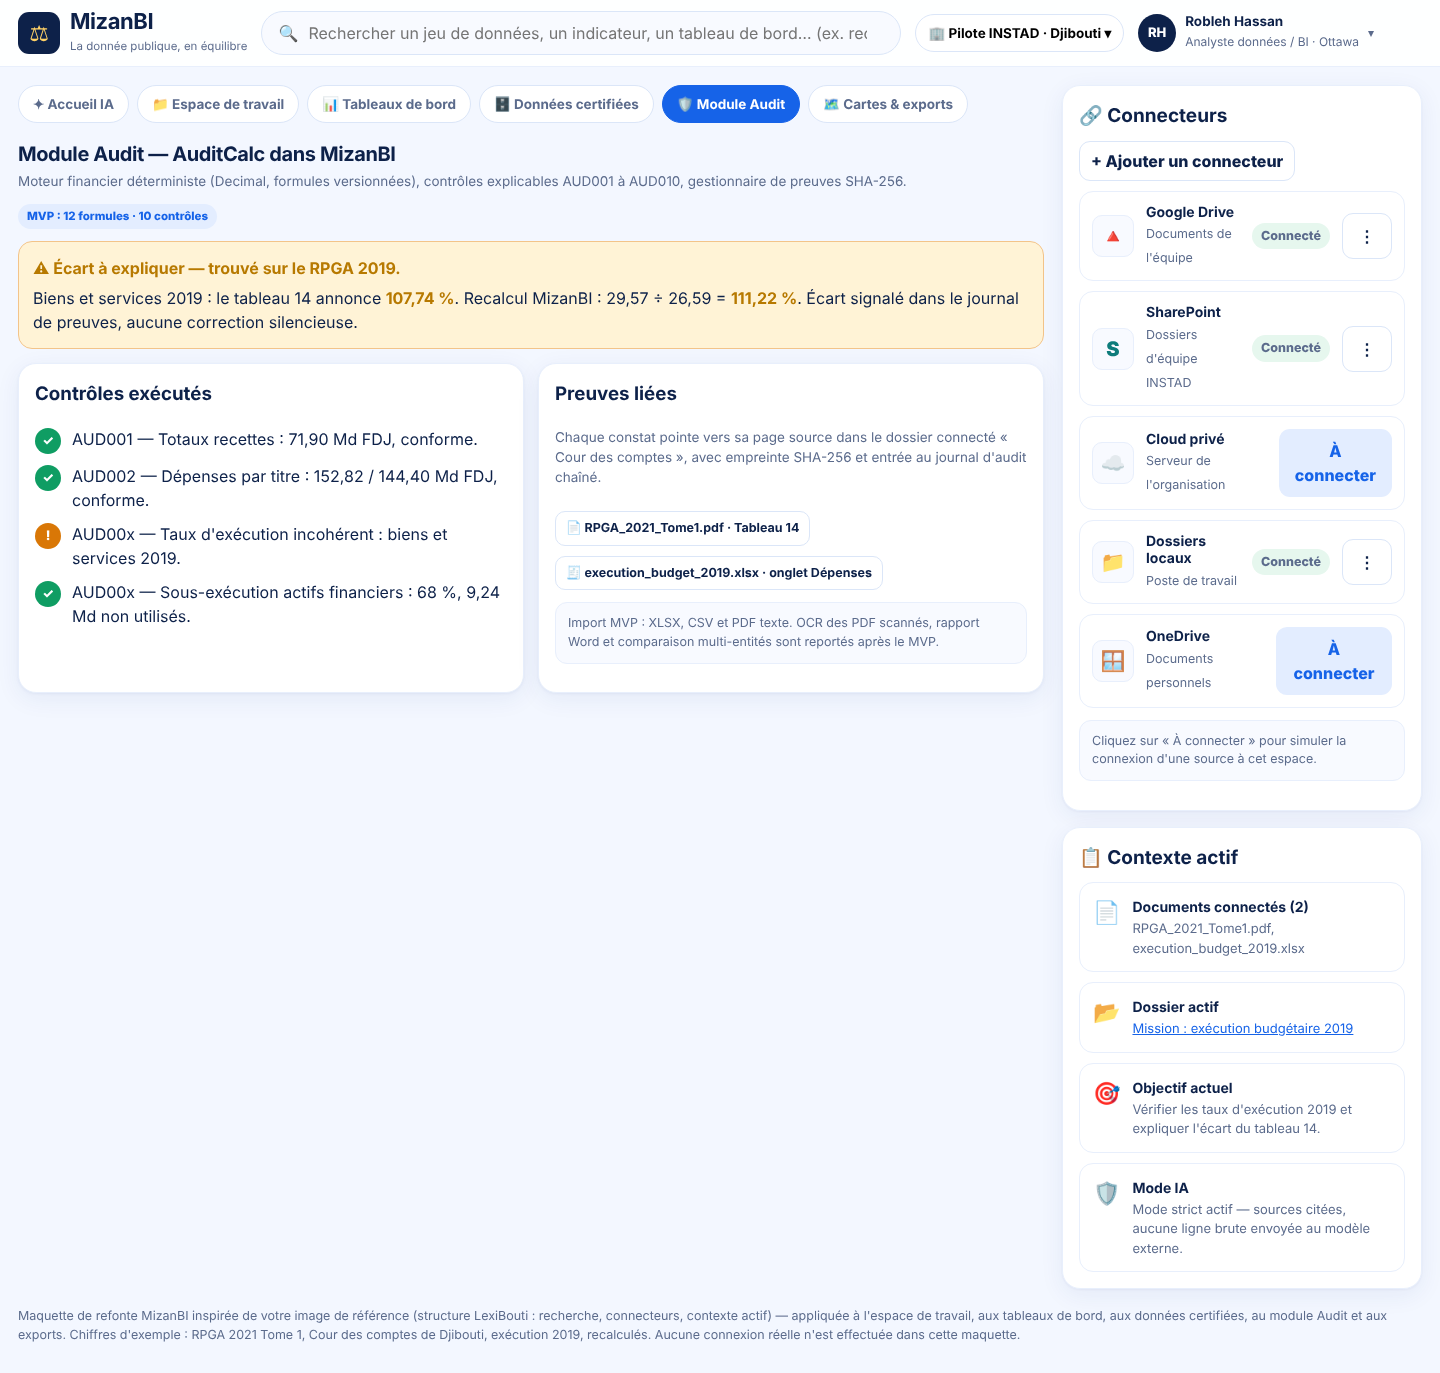 MizanBI
La donnée publique, en équilibre
Rechercher un jeu de données, un indicateur, un tableau de bord... (ex. rec
Pilote INSTAD · Djibouti ▾
RH
Robleh Hassan
Analyste données / BI · Ottawa ▾
✦ Accueil IA
Espace de travail
Tableaux de bord
Données certifiées
Module Audit
Cartes & exports
Module Audit — AuditCalc dans MizanBI
Moteur financier déterministe (Decimal, formules versionnées), contrôles explicables AUD001 à AUD010, gestionnaire de preuves SHA-256.
MVP : 12 formules · 10 contrôles
⚠ Écart à expliquer — trouvé sur le RPGA 2019.
Biens et services 2019 : le tableau 14 annonce 107,74 %. Recalcul MizanBI : 29,57 ÷ 26,59 = 111,22 %. Écart signalé dans le journal
de preuves, aucune correction silencieuse.
Contrôles exécutés
✓ AUD001 — Totaux recettes : 71,90 Md FDJ, conforme.
✓ AUD002 — Dépenses par titre : 152,82 / 144,40 Md FDJ,
conforme.
! AUD00x — Taux d'exécution incohérent : biens et
services 2019.
✓ AUD00x — Sous-exécution actifs financiers : 68 %, 9,24
Md non utilisés.
Preuves liées
Chaque constat pointe vers sa page source dans le dossier connecté «
Cour des comptes », avec empreinte SHA-256 et entrée au journal d'audit
chaîné.
RPGA_2021_Tome1.pdf · Tableau 14
execution_budget_2019.xlsx · onglet Dépenses
Import MVP : XLSX, CSV et PDF texte. OCR des PDF scannés, rapport
Word et comparaison multi-entités sont reportés après le MVP.
Connecteurs
+ Ajouter un connecteur
Google Drive
Documents de
l'équipe
Connecté
⋮
S
SharePoint
Dossiers
d'équipe
INSTAD
Connecté
⋮
Cloud privé
Serveur de
l'organisation
À
connecter
Dossiers
locaux
Poste de travail
Connecté
⋮
OneDrive
Documents
personnels
À
connecter
Cliquez sur « À connecter » pour simuler la
connexion d'une source à cet espace.
Contexte actif
Documents connectés (2)
RPGA_2021_Tome1.pdf,
execution_budget_2019.xlsx
Dossier actif
Mission : exécution budgétaire 2019
Objectif actuel
Vérifier les taux d'exécution 2019 et
expliquer l'écart du tableau 14.
Mode IA
Mode strict actif — sources citées,
aucune ligne brute envoyée au modèle
externe.
Maquette de refonte MizanBI inspirée de votre image de référence (structure LexiBouti : recherche, connecteurs, contexte actif) — appliquée à l'espace de travail, aux tableaux de bord, aux données certifiées, au module Audit et aux
exports. Chiffres d'exemple : RPGA 2021 Tome 1, Cour des comptes de Djibouti, exécution 2019, recalculés. Aucune connexion réelle n'est effectuée dans cette maquette.